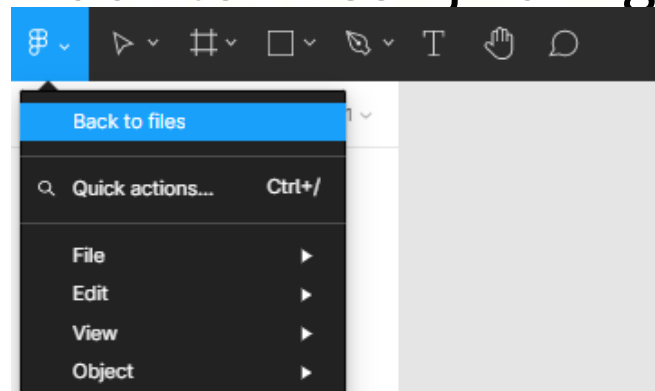 T
Back to files
Quick actions... Ctrl+/
File
Edit
View
Object